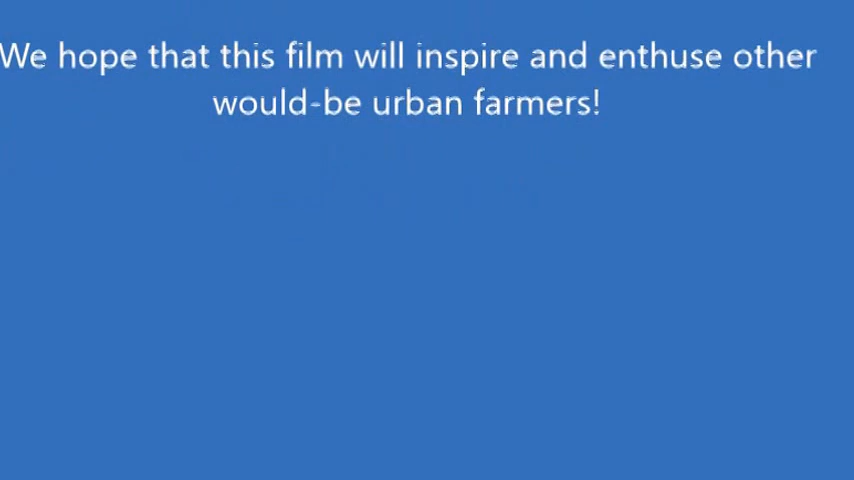 We hope that this film will inspire and enthuse other
would-be urban farmers!